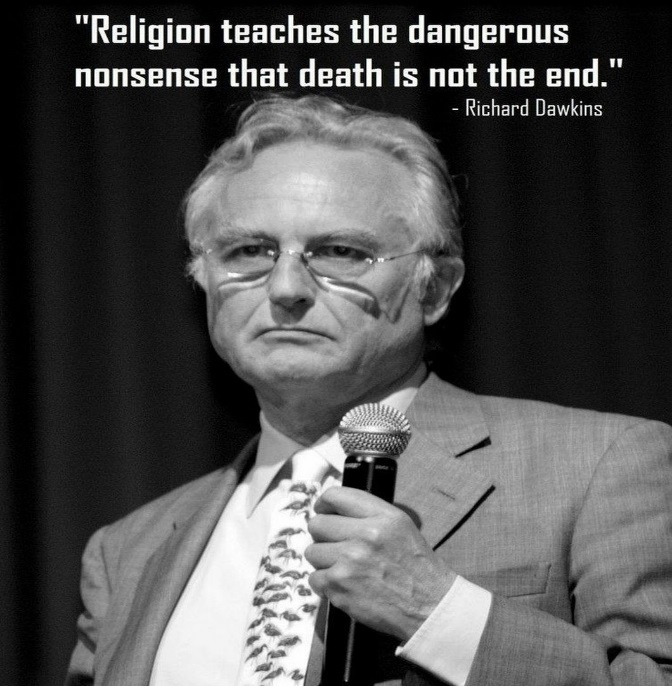 "Religion teaches the dangerous
nonsense that death is not the end."
- Richard Dawkins